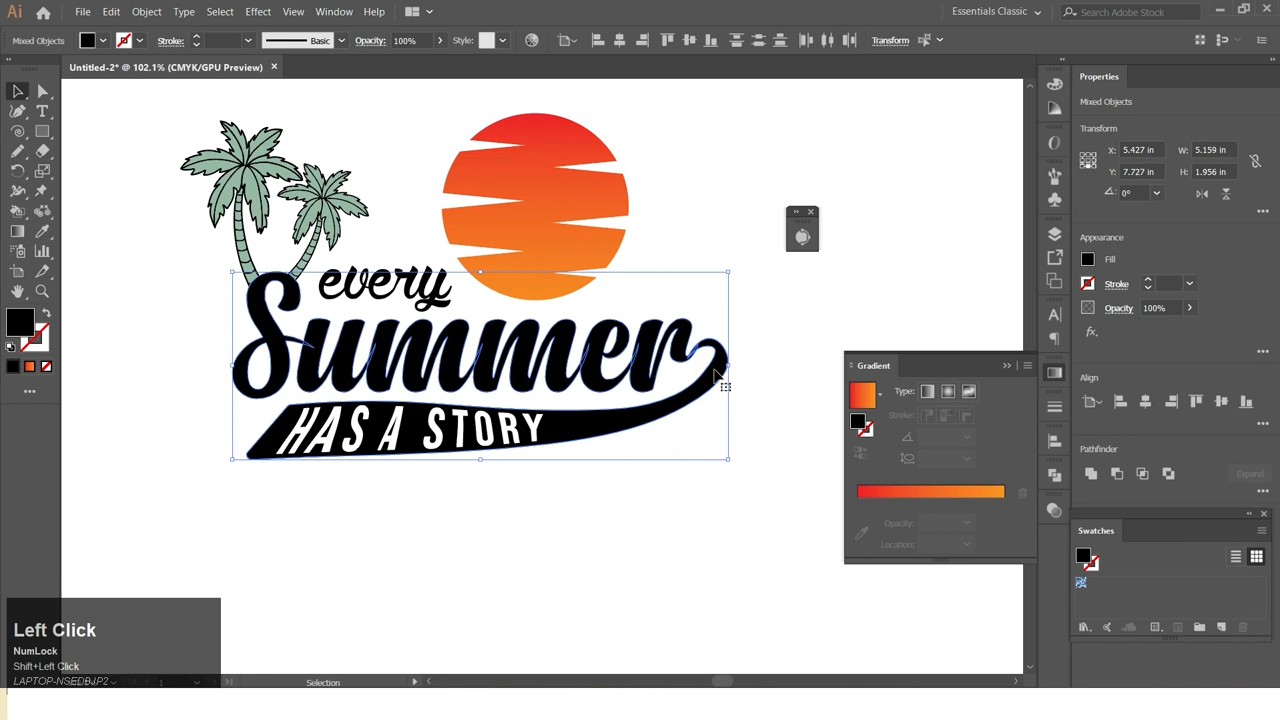 Ai File Edit Object Type Select Effect View Window Help Essentials Classic Search Adobe Stock
Mixed Objects Stroke: Basic Opacity: 100% Style: Transform
Untitled-2* @ 102.1% (CMYK/GPU Preview)
every
Summer
HAS A STORY
Gradient
Type:
Stroke:
Opacity:
Location:
Properties
Mixed Objects
Transform
X: 5.427 in W: 5.159 in
Y: 7.727 in H: 1.956 in
0°
Appearance
Fill
Stroke
Opacity 100%
fx.
Align
Pathfinder
Expand
Swatches
Left Click
NumLock
Shift+Left Click
LAPTOP-NSEDBJP2
1 Selection